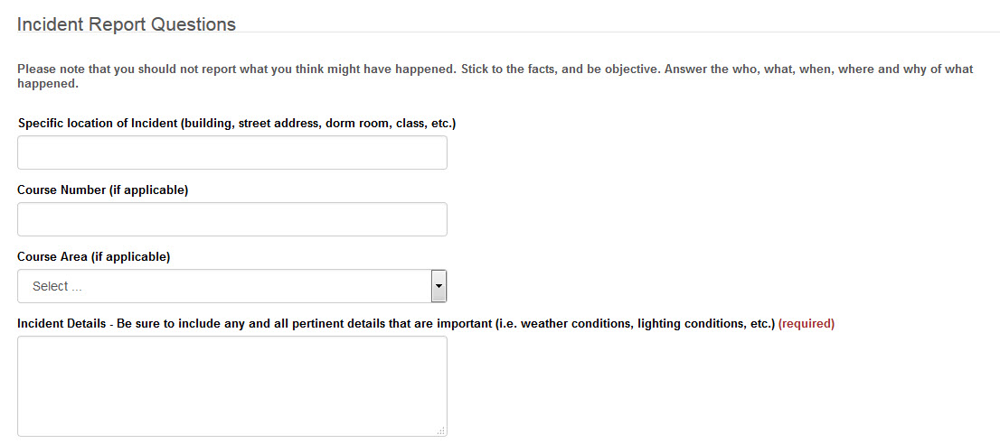 Incident Report Questions
Please note that you should not report what you think might have happened. Stick to the facts, and be objective. Answer the who, what, when, where and why of what
happened.
Specific location of Incident (building, street address, dorm room, class, etc.)
Course Number (if applicable)
Course Area (if applicable)
Select ...
Incident Details - Be sure to include any and all pertinent details that are important (i.e. weather conditions, lighting conditions, etc.) (required)